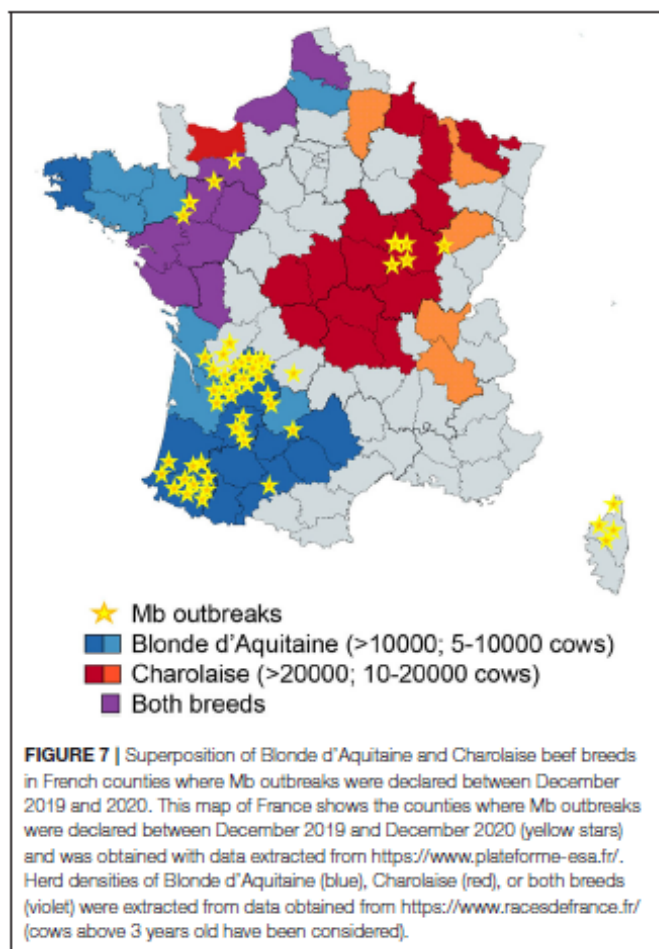 Mb outbreaks
Blonde d'Aquitaine (>10000; 5-10000 cows)
Charolaise (>20000; 10-20000 cows)
Both breeds
FIGURE 7 | Superposition of Blonde d'Aquitaine and Charolaise beef breeds
in French counties where Mb outbreaks were declared between December
2019 and 2020. This map of France shows the counties where Mb outbreaks
were declared between December 2019 and December 2020 (yellow stars)
and was obtained with data extracted from https://www.plateforme-esa.fr/.
Herd densities of Blonde d'Aquitaine (blue), Charolaise (red), or both breeds
(violet) were extracted from data obtained from https://www.racesdefrance.fr/
(cows above 3 years old have been considered).